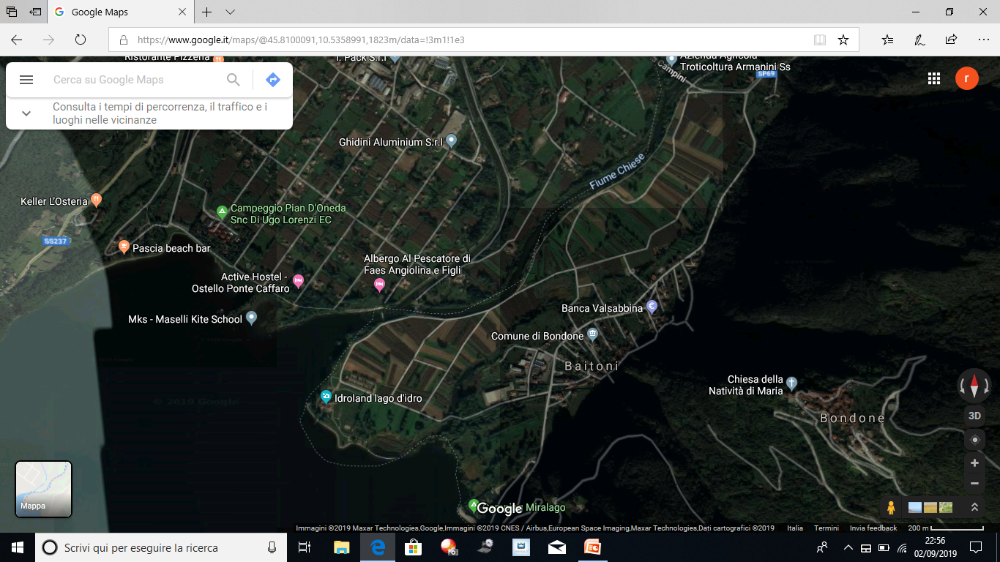 Google Maps
https://www.google.it/maps/@45.8100091,10.5358991,1823m/data=!3m1!1e3
Ristorante Pizzeria
T. Pack S.r.l
Azienda Agricola
Troticoltura Armanini Ss
Campini
SP69
Cerca su Google Maps
r
Consulta i tempi di percorrenza, il traffico e i
luoghi nelle vicinanze
Ghidini Aluminium S.r.l
Fiume Chiese
Keller L'Osteria
Campeggio Pian D'Oneda
Snc Di Ugo Lorenzi EC
SS237
Pascia beach bar
Albergo Al Pescatore di
Faes Angiolina e Figli
Active Hostel -
Ostello Ponte Caffaro
Banca Valsabbina
Mks - Maselli Kite School
Comune di Bondone
Baitoni
Chiesa della
Natività di Maria
© 2019 Google
Idroland lago d'idro
Bondone
3D
Mappa
Google
Miralago
Immagini ©2019 Maxar Technologies,Google,Immagini ©2019 CNES / Airbus,European Space Imaging,Maxar Technologies,Dati cartografici ©2019 Italia Termini Invia feedback 200 m
Scrivi qui per eseguire la ricerca
22:56
02/09/2019